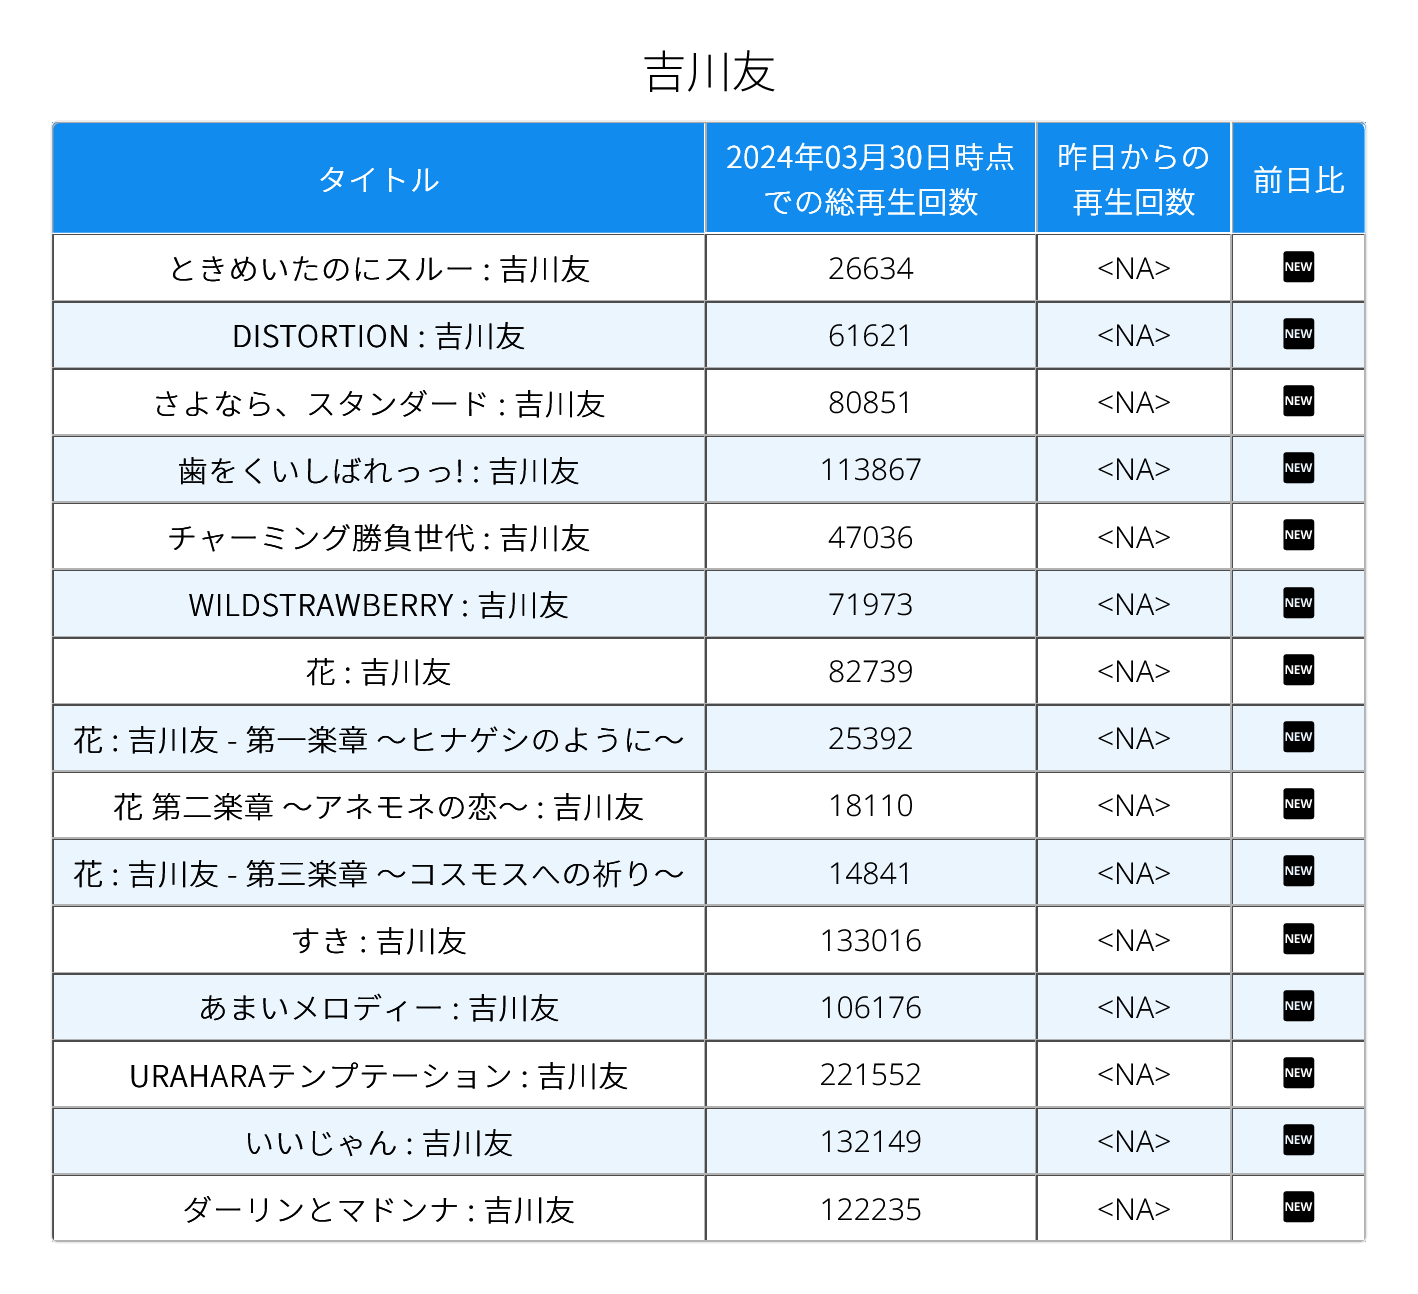 吉川友
タイトル 2024年03月30日時点での総再生回数 昨日からの再生回数 前日比
ときめいたのにスルー : 吉川友 26634 <NA> NEW
DISTORTION : 吉川友 61621 <NA> NEW
さよなら、スタンダード : 吉川友 80851 <NA> NEW
歯をくいしばれっっ! : 吉川友 113867 <NA> NEW
チャーミング勝負世代 : 吉川友 47036 <NA> NEW
WILDSTRAWBERRY : 吉川友 71973 <NA> NEW
花 : 吉川友 82739 <NA> NEW
花 : 吉川友 - 第一楽章 ～ヒナゲシのように～ 25392 <NA> NEW
花 第二楽章 ～アネモネの恋～ : 吉川友 18110 <NA> NEW
花 : 吉川友 - 第三楽章 ～コスモスへの祈り～ 14841 <NA> NEW
すき : 吉川友 133016 <NA> NEW
あまいメロディー : 吉川友 106176 <NA> NEW
URAHARAテンプテーション : 吉川友 221552 <NA> NEW
いいじゃん : 吉川友 132149 <NA> NEW
ダーリンとマドンナ : 吉川友 122235 <NA> NEW